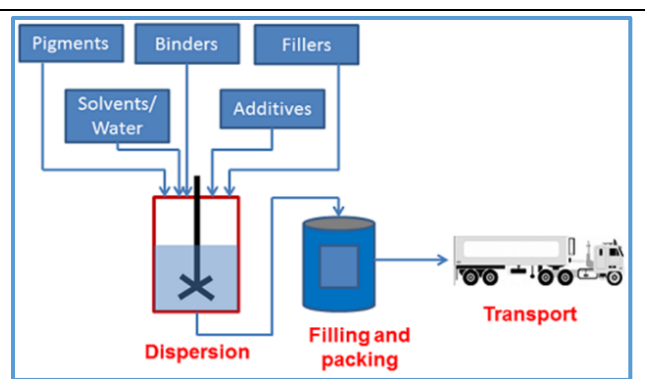 Pigments
Binders
Fillers
Solvents/
Water
Additives
Dispersion
Filling and
packing
Transport